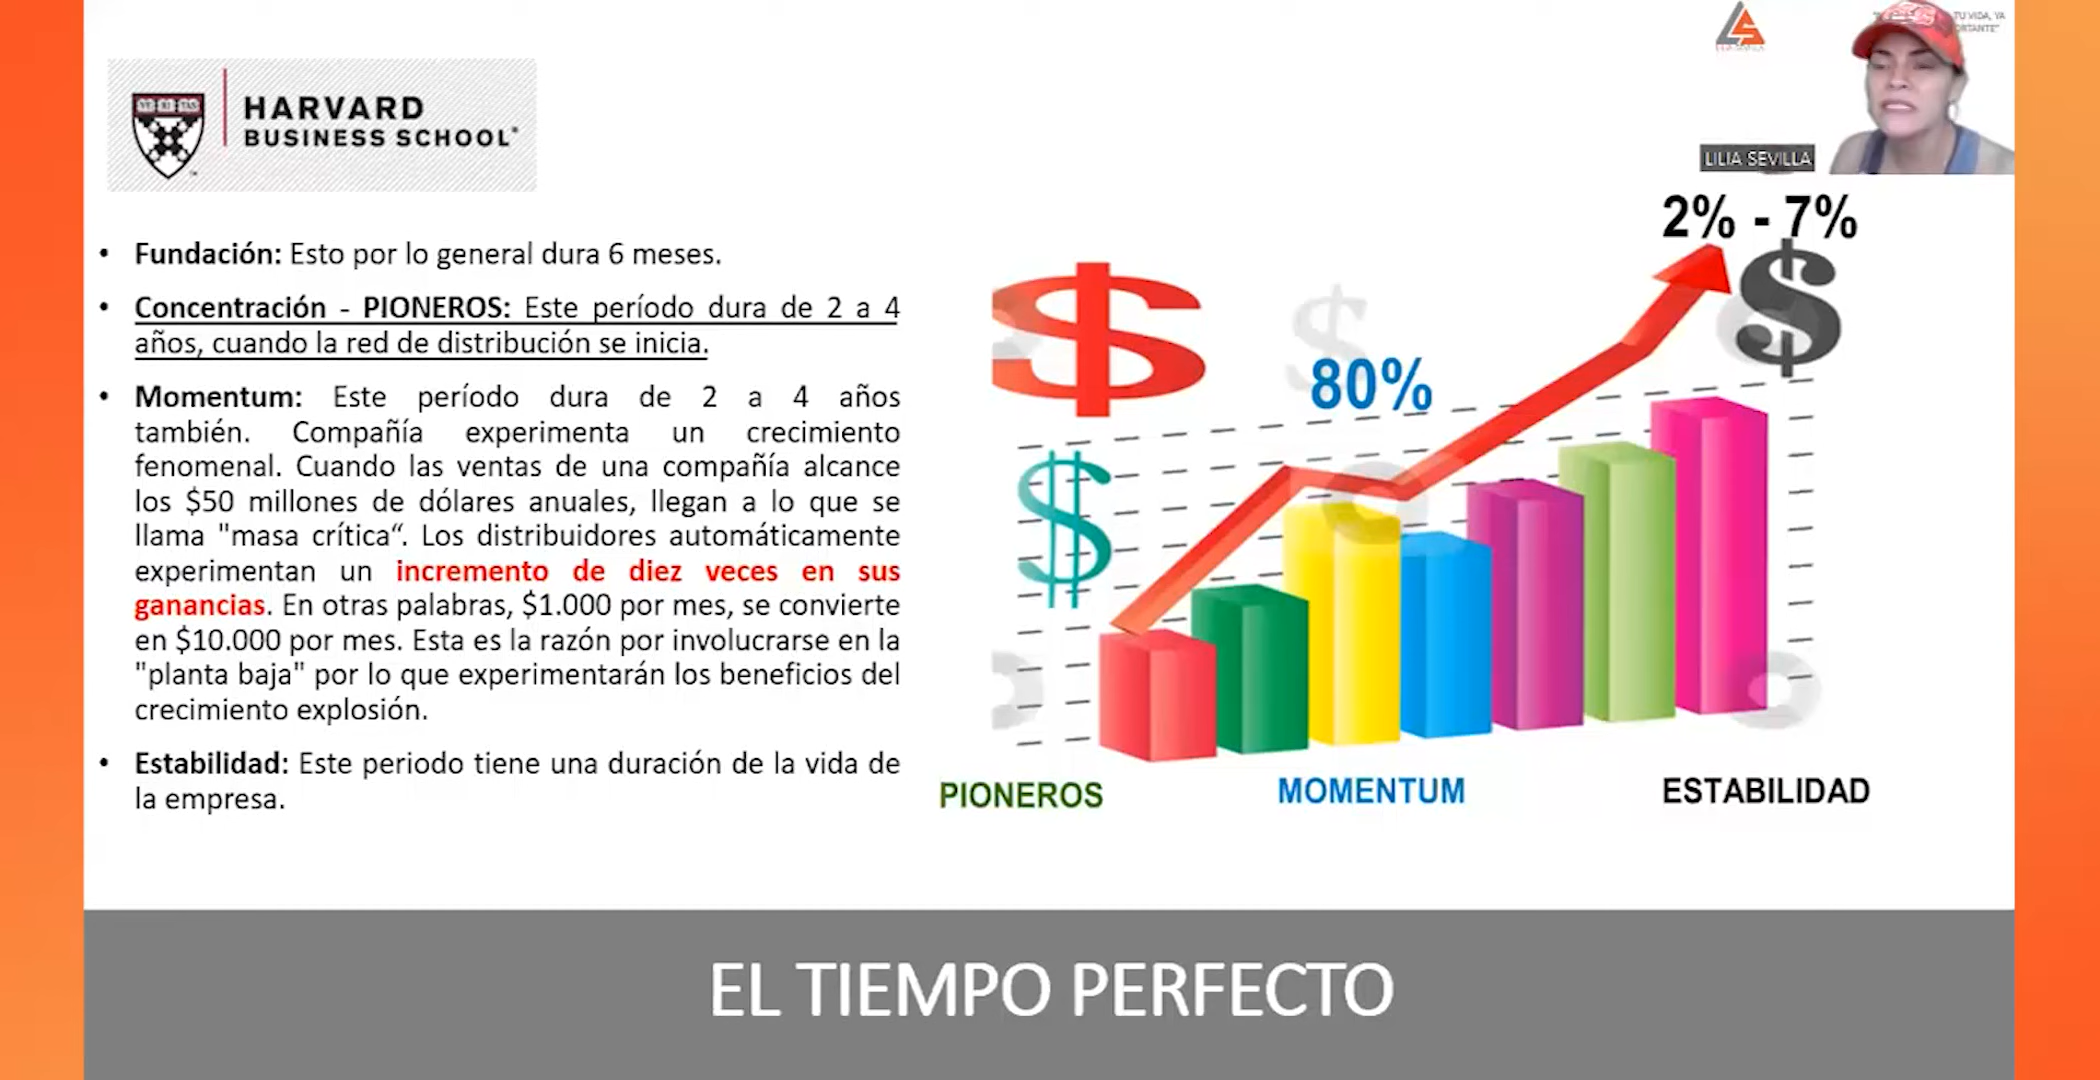 TU VIDA, YA
HARVARD
BUSINESS SCHOOL
LILIA SEVILLA
• Fundación: Esto por lo general dura 6 meses.
• Concentración - PIONEROS: Este período dura de 2 a 4
años, cuando la red de distribución se inicia.
• Momentum: Este período dura de 2 a 4 años
también. Compañía experimenta un crecimiento
fenomenal. Cuando las ventas de una compañía alcance
los $50 millones de dólares anuales, llegan a lo que se
llama "masa crítica“. Los distribuidores automáticamente
experimentan un incremento de diez veces en sus
ganancias. En otras palabras, $1.000 por mes, se convierte
en $10.000 por mes. Esta es la razón por involucrarse en la
"planta baja" por lo que experimentarán los beneficios del
crecimiento explosión.
• Estabilidad: Este periodo tiene una duración de la vida de
la empresa.
2% - 7%
$
$
$
80%
$
PIONEROS
MOMENTUM
ESTABILIDAD
EL TIEMPO PERFECTO